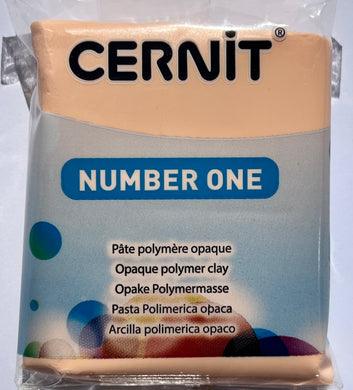 CERNiT®
NUMBER ONE
Pâte polymère opaque
Opaque polymer clay
Opake Polymermasse
Pasta Polimerica opaca
Arcilla polimerica opaco